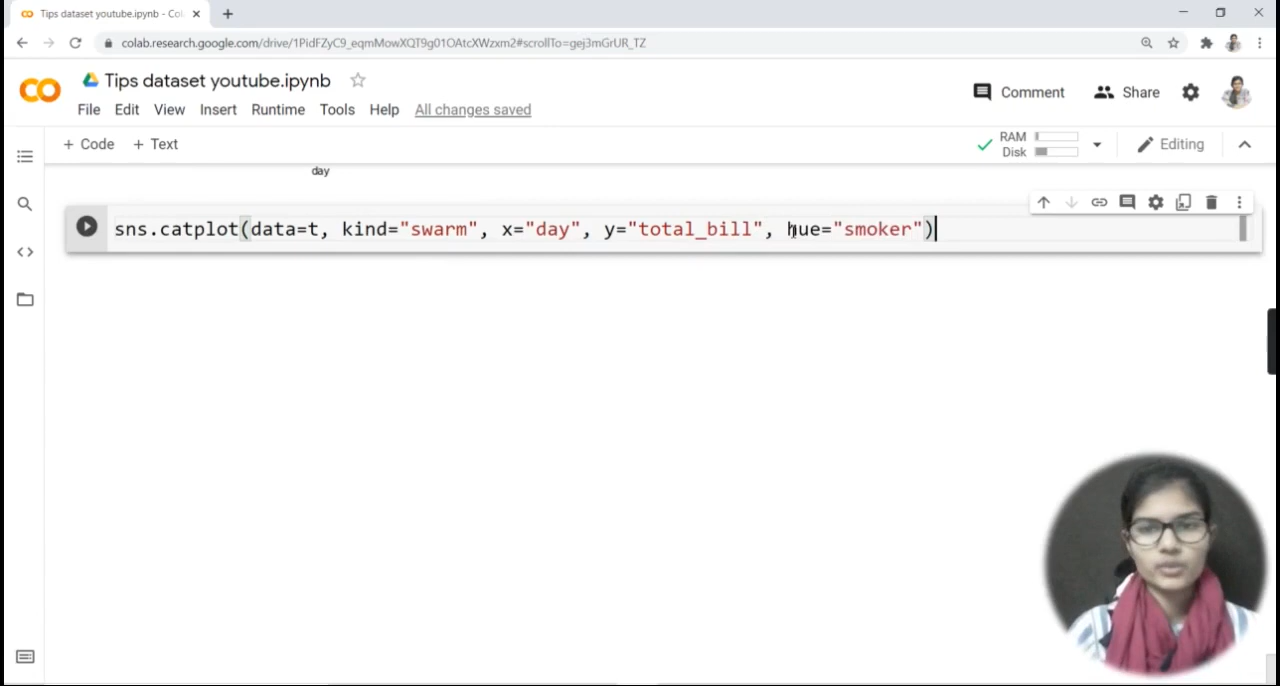 Tips dataset youtube.ipynb - Col
colab.research.google.com/drive/1PidFZyC9_eqmMowXQT9g01OAtcXWzxm2#scrollTo=gej3mGrUR_TZ
Tips dataset youtube.ipynb
Comment
Share
File Edit View Insert Runtime Tools Help All changes saved
+ Code + Text
RAM
Disk
Editing
day
sns.catplot(data=t, kind="swarm", x="day", y="total_bill", hue="smoker")